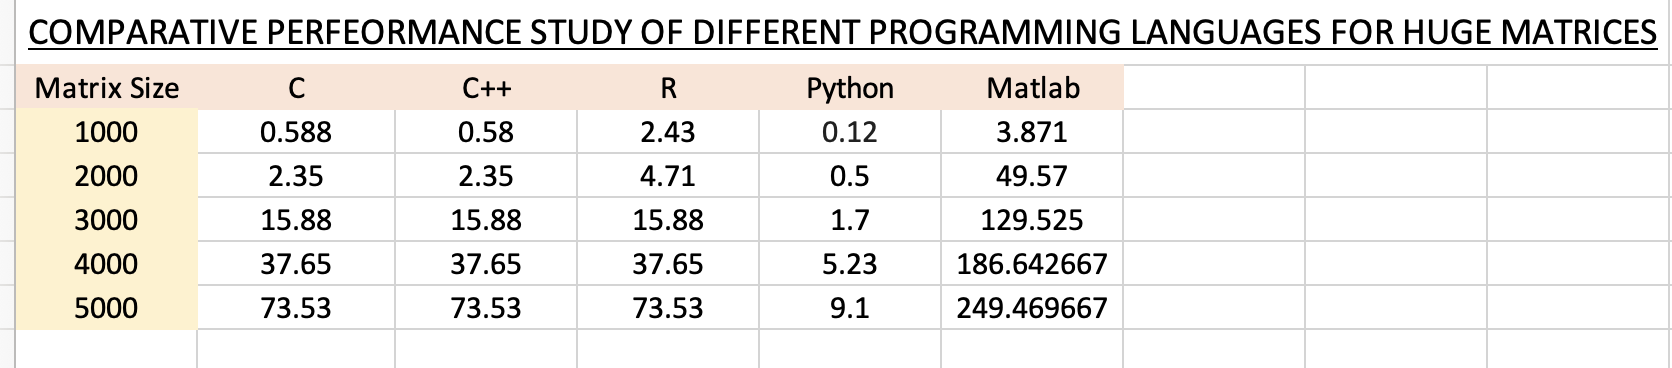 COMPARATIVE PERFEORMANCE STUDY OF DIFFERENT PROGRAMMING LANGUAGES FOR HUGE MATRICES
Matrix Size C C++ R Python Matlab
1000 0.588 0.58 2.43 0.12 3.871
2000 2.35 2.35 4.71 0.5 49.57
3000 15.88 15.88 15.88 1.7 129.525
4000 37.65 37.65 37.65 5.23 186.642667
5000 73.53 73.53 73.53 9.1 249.469667